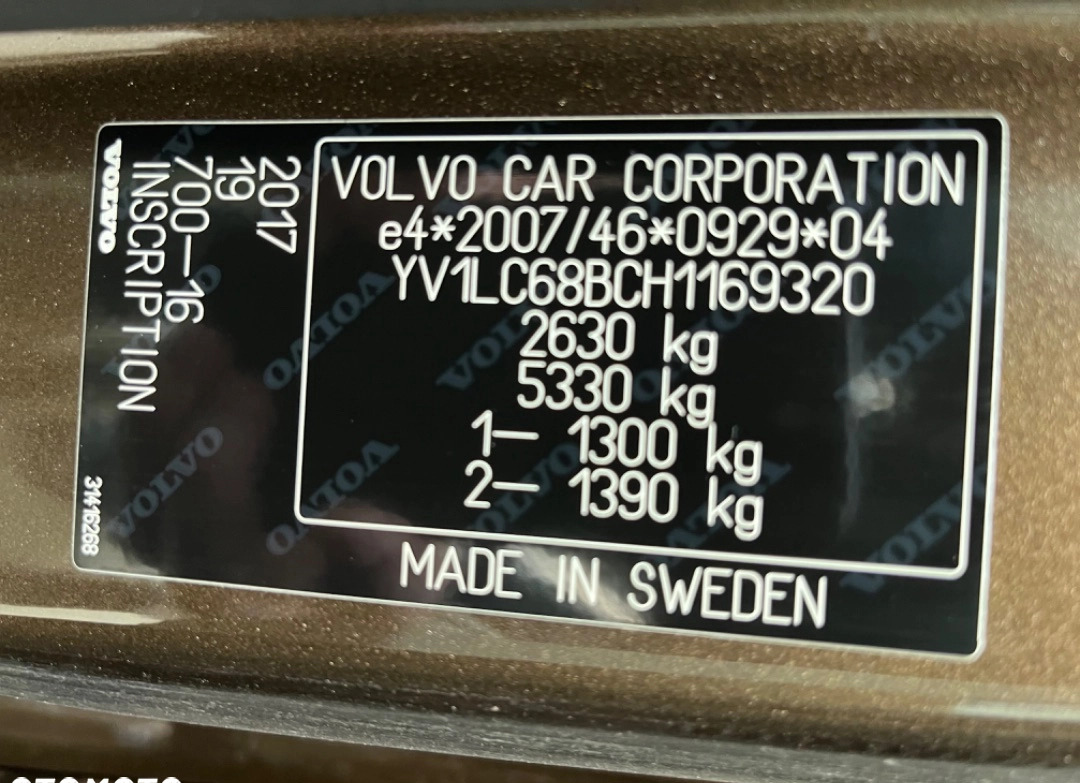 VOLVO CAR CORPORATION
e4*2007/46*0929*04
YV1LC68BCH1169320
2630 kg
5330 kg
1— 1300 kg
2— 1390 kg
MADE IN SWEDEN
2017
19
700—16
INSCRIPTION
VOLVO
31416268